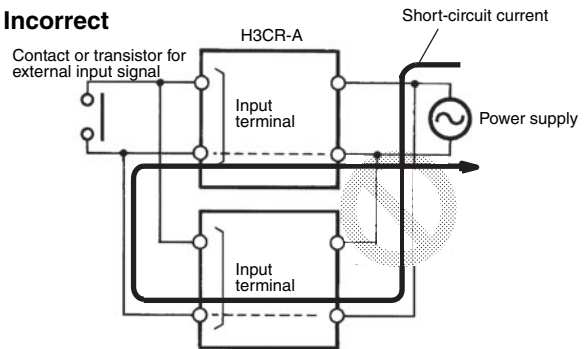 Incorrect
Short-circuit current
H3CR-A
Contact or transistor for
external input signal
Input
terminal
Power supply
Input
terminal